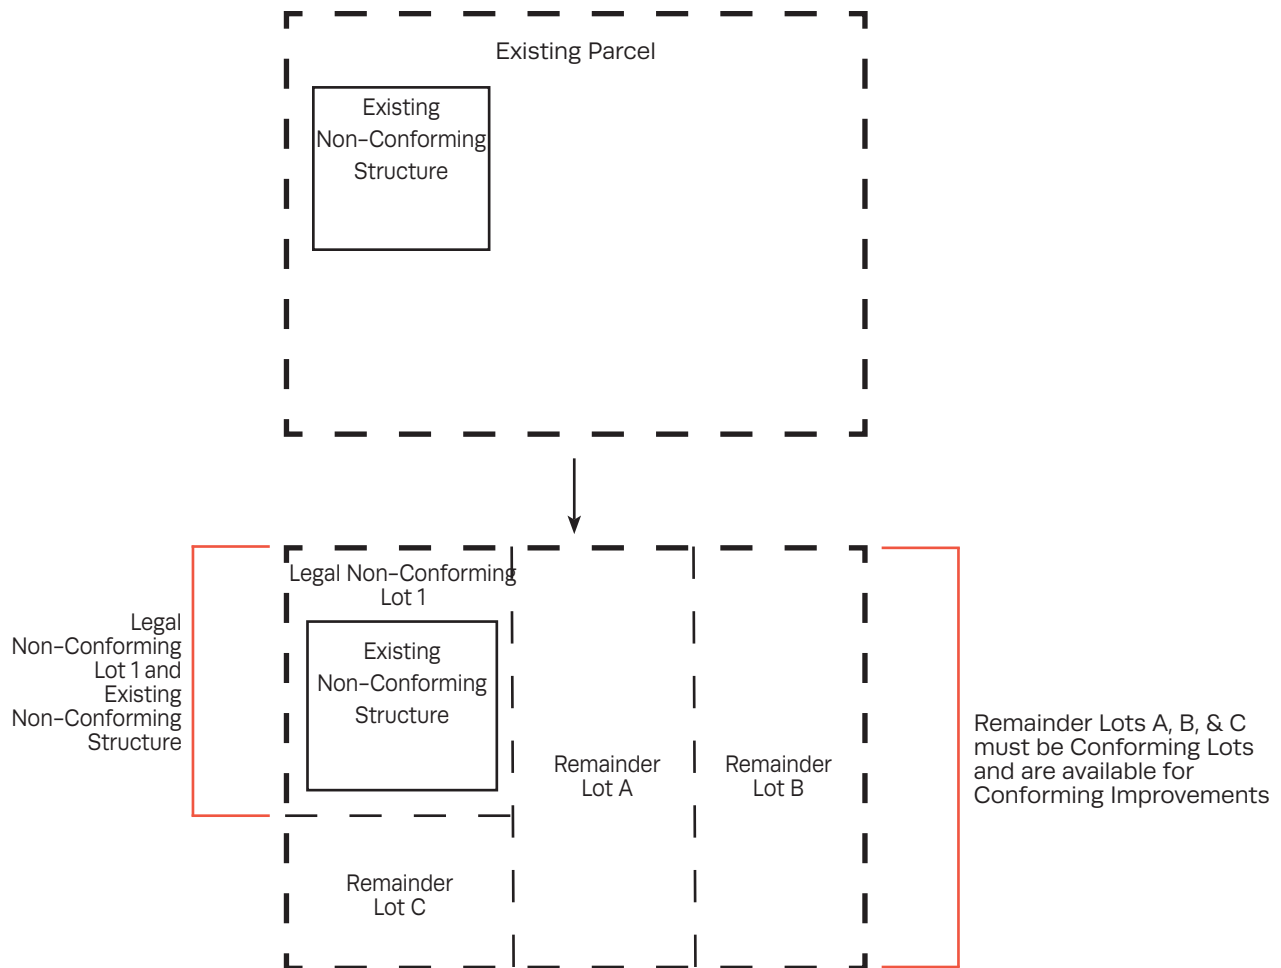 Existing Parcel
Existing
Non-Conforming
Structure
Legal Non-Conforming
Lot 1
Existing
Non-Conforming
Structure
Legal
Non-Conforming
Lot 1 and
Existing
Non-Conforming
Structure
Remainder
Lot A
Remainder
Lot B
Remainder
Lot C
Remainder Lots A, B, & C
must be Conforming Lots
and are available for
Conforming Improvements